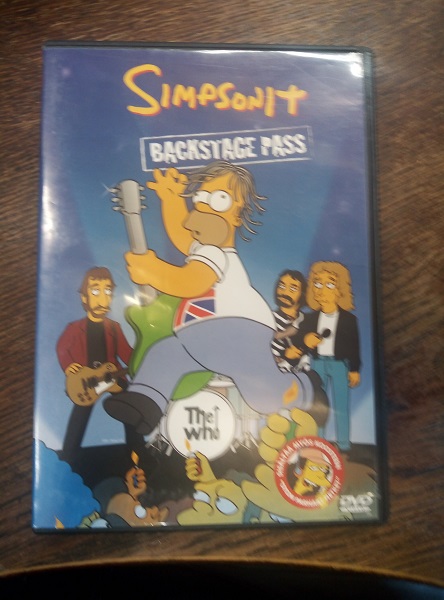 SIMPSONIT
BACKSTAGE PASS
The
Who
DVD